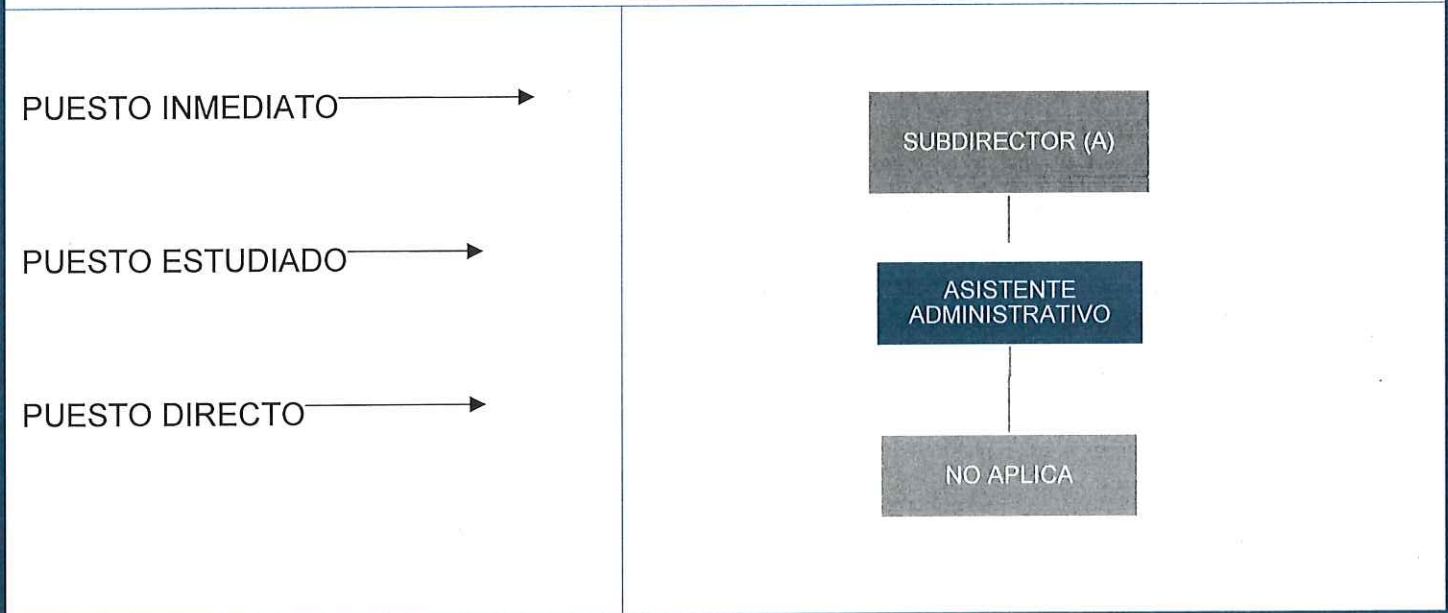 PUESTO INMEDIATO
SUBDIRECTOR (A)
PUESTO ESTUDIADO
ASISTENTE
ADMINISTRATIVO
PUESTO DIRECTO
NO APLICA